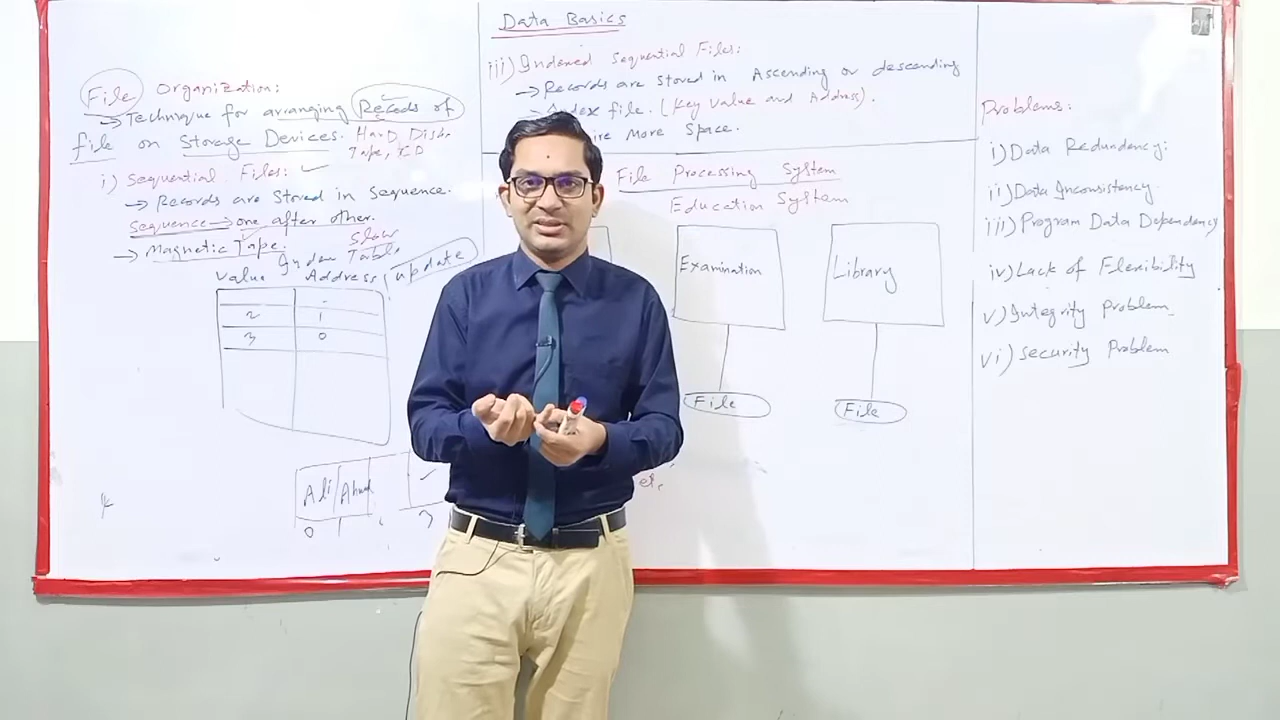 File Organization:
→ Technique for arranging Records of
file on Storage Devices. Hard Disk,
Tape, CD
i) Sequential Files:
→ Records are Stored in Sequence.
Sequence → one after other.
→ Magnetic Tape. Slow
Index Table
Value Address update
2 1
3 0
Ali Ahmad
0 1
3
Data Basics
iii) Indexed Sequential Files:
→ Records are stored in Ascending or descending
→ Index file. (Key Value and Address).
More Space.
File Processing System
Education System
Examination
Library
File
File
Problems:
i) Data Redundancy:
ii) Data Inconsistency
ii) Program Data Dependency
iv) Lack of Flexibility
v) Integrity Problem
vi) Security Problem